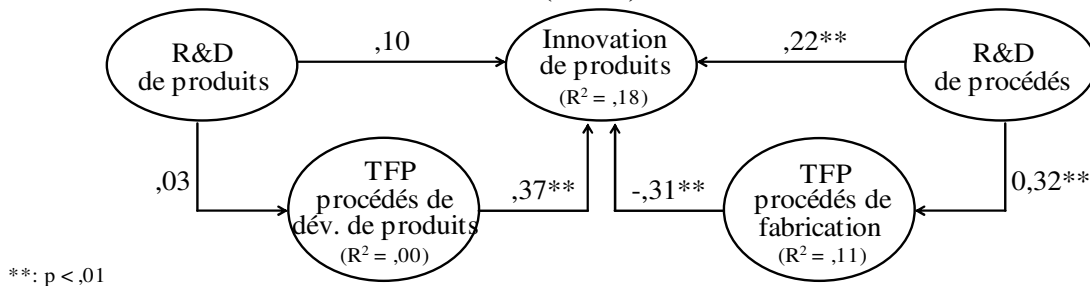 R&D
de produits
,10
Innovation
de produits
(R² = ,18)
,22**
R&D
de procédés
,03
TFP
procédés de
dév. de produits
(R² = ,00)
,37**
-,31**
TFP
procédés de
fabrication
(R² = ,11)
0,32**
**: p < ,01